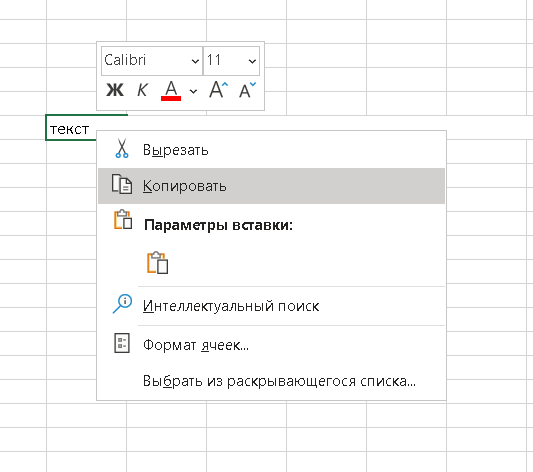 Calibri 11
Ж К А А А
текст
Вырезать
Копировать
Параметры вставки:
Интеллектуальный поиск
Формат ячеек...
Выбрать из раскрывающегося списка...